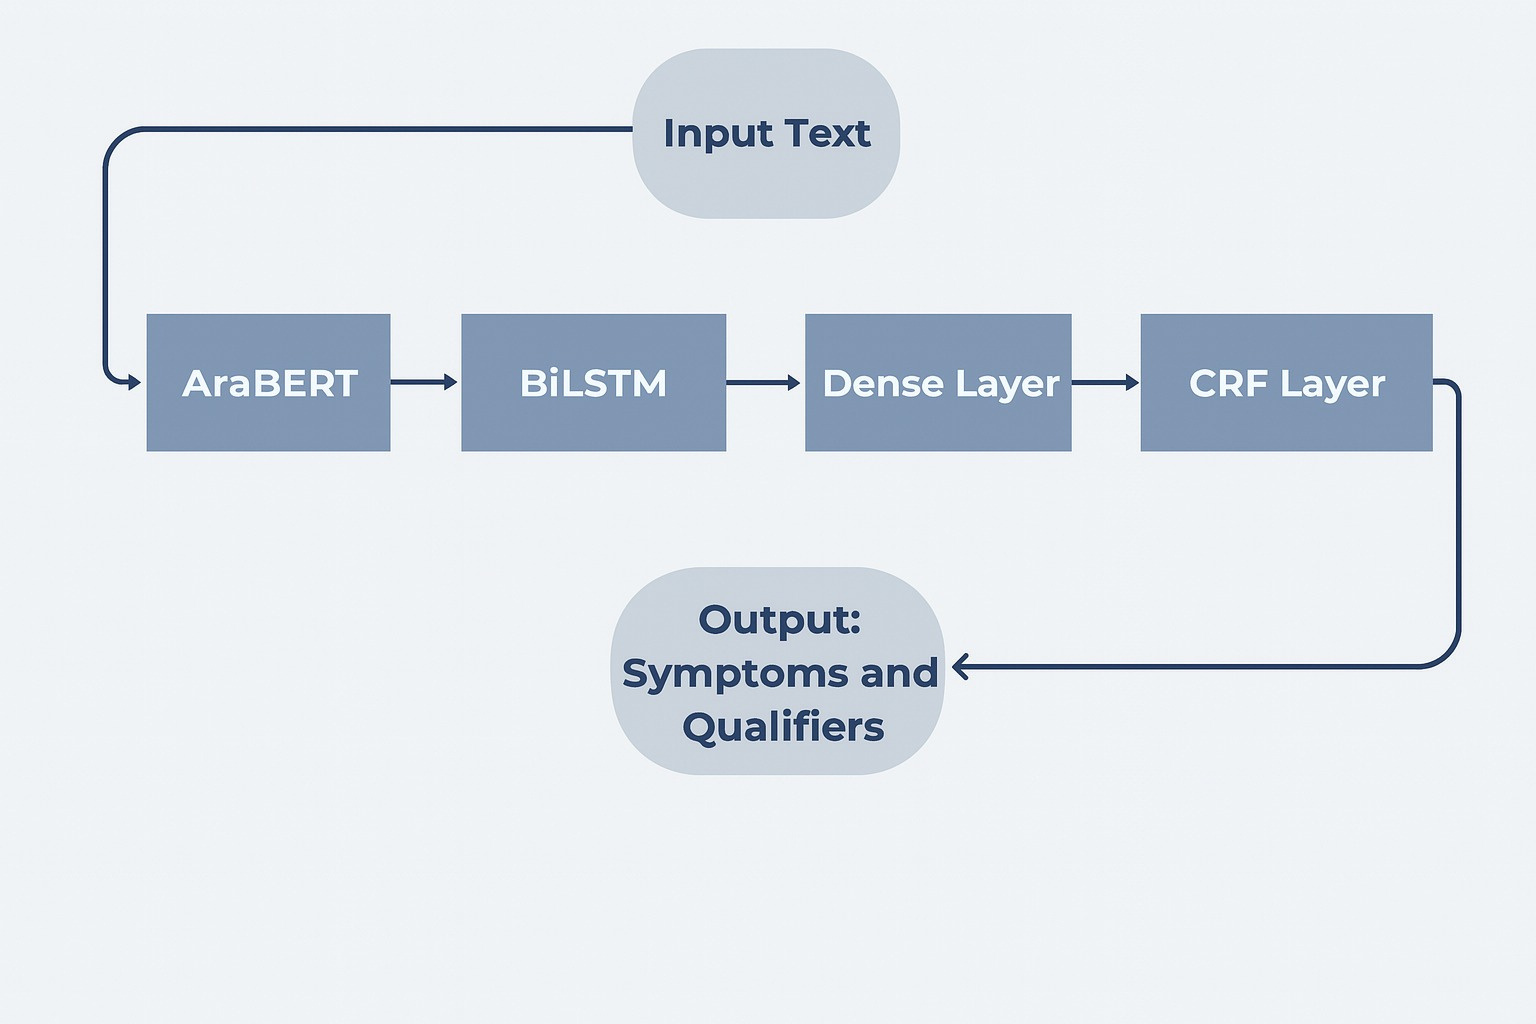 Input Text
AraBERT
BiLSTM
Dense Layer
CRF Layer
Output:
Symptoms and
Qualifiers